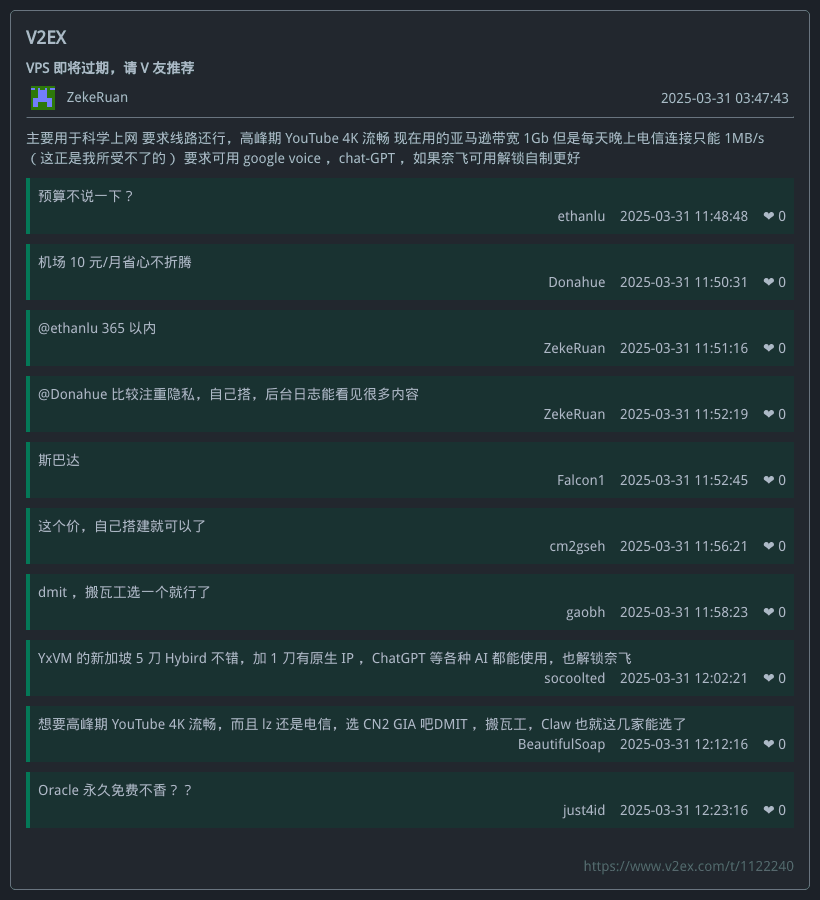 V2EX
VPS 即将过期，请 V 友推荐
ZekeRuan
2025-03-31 03:47:43
主要用于科学上网 要求线路还行，高峰期 YouTube 4K 流畅 现在用的亚马逊带宽 1Gb 但是每天晚上电信连接只能 1MB/s
（这正是我所受不了的 ）要求可用 google voice ，chat-GPT ，如果奈飞可用解锁自制更好
预算不说一下？
ethanlu 2025-03-31 11:48:48 ❤ 0
机场 10 元/月省心不折腾
Donahue 2025-03-31 11:50:31 ❤ 0
@ethanlu 365 以内
ZekeRuan 2025-03-31 11:51:16 ❤ 0
@Donahue 比较注重隐私，自己搭，后台日志能看见很多内容
ZekeRuan 2025-03-31 11:52:19 ❤ 0
斯巴达
Falcon1 2025-03-31 11:52:45 ❤ 0
这个价，自己搭建就可以了
cm2gseh 2025-03-31 11:56:21 ❤ 0
dmit ，搬瓦工选一个就行了
gaobh 2025-03-31 11:58:23 ❤ 0
YxVM 的新加坡 5 刀 Hybird 不错，加 1 刀有原生 IP ，ChatGPT 等各种 AI 都能使用，也解锁奈飞
socoolted 2025-03-31 12:02:21 ❤ 0
想要高峰期 YouTube 4K 流畅，而且 lz 还是电信，选 CN2 GIA 吧DMIT ，搬瓦工，Claw 也就这几家能选了
BeautifulSoap 2025-03-31 12:12:16 ❤ 0
Oracle 永久免费不香？？
just4id 2025-03-31 12:23:16 ❤ 0
https://www.v2ex.com/t/1122240